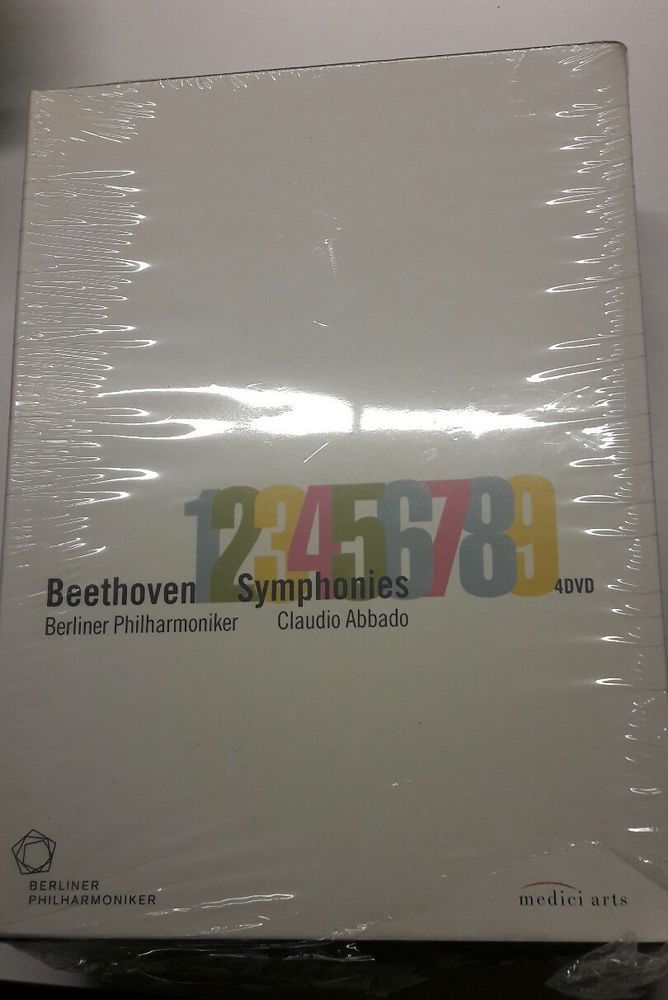 123456789
Beethoven Symphonies 4DVD
Berliner Philharmoniker Claudio Abbado
BERLINER
PHILHARMONIKER
medici arts